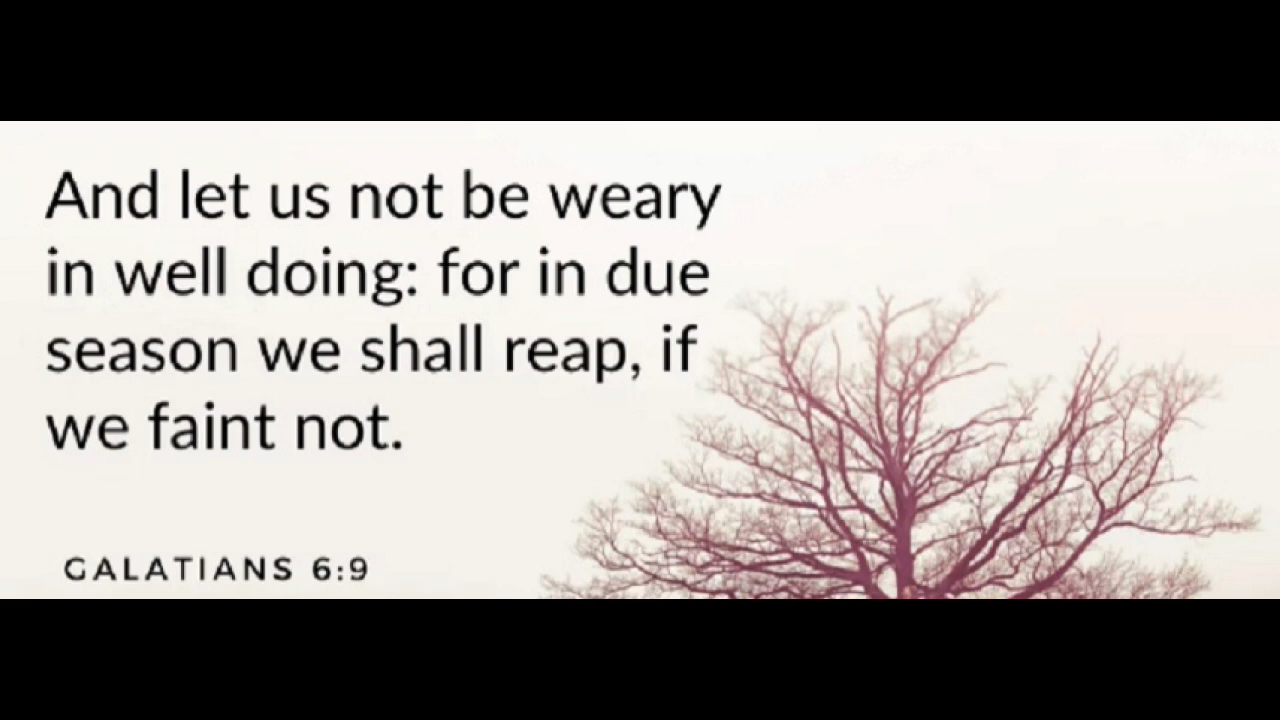 And let us not be weary
in well doing: for in due
season we shall reap, if
we faint not.
GALATIANS 6:9